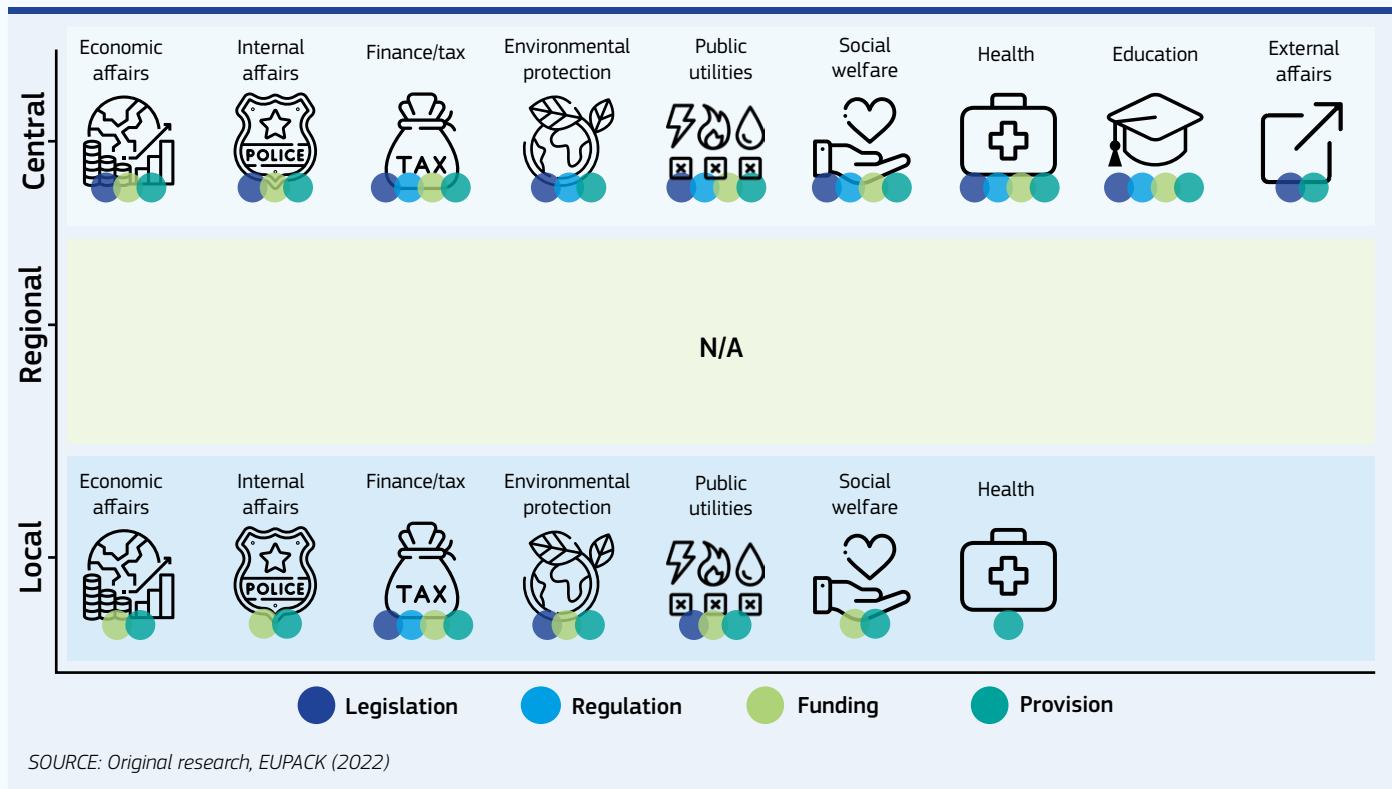 Central
Economic
affairs
Internal
affairs
Finance/tax
Environmental
protection
Public
utilities
Social
welfare
Health
Education
External
affairs
POLICE
TAX
Regional
N/A
Local
Economic
affairs
Internal
affairs
Finance/tax
Environmental
protection
Public
utilities
Social
welfare
Health
POLICE
TAX
Legislation
Regulation
Funding
Provision
SOURCE: Original research, EUPACK (2022)